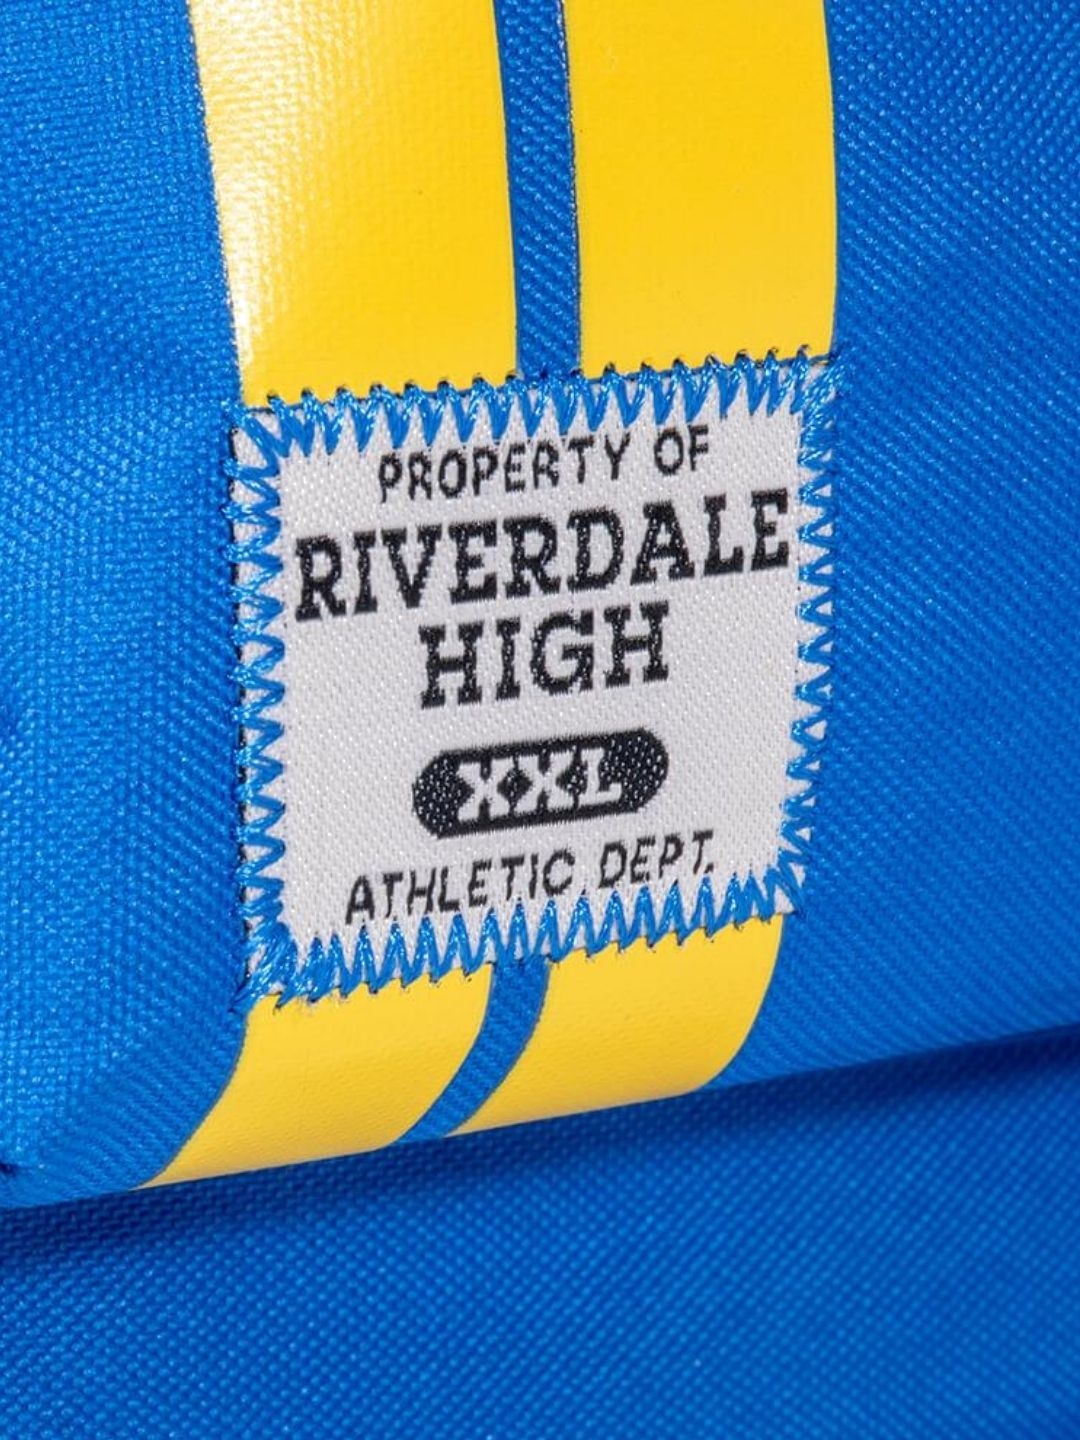 PROPERTY OF
RIVERDALE
HIGH
XXL
ATHLETIC DEPT.